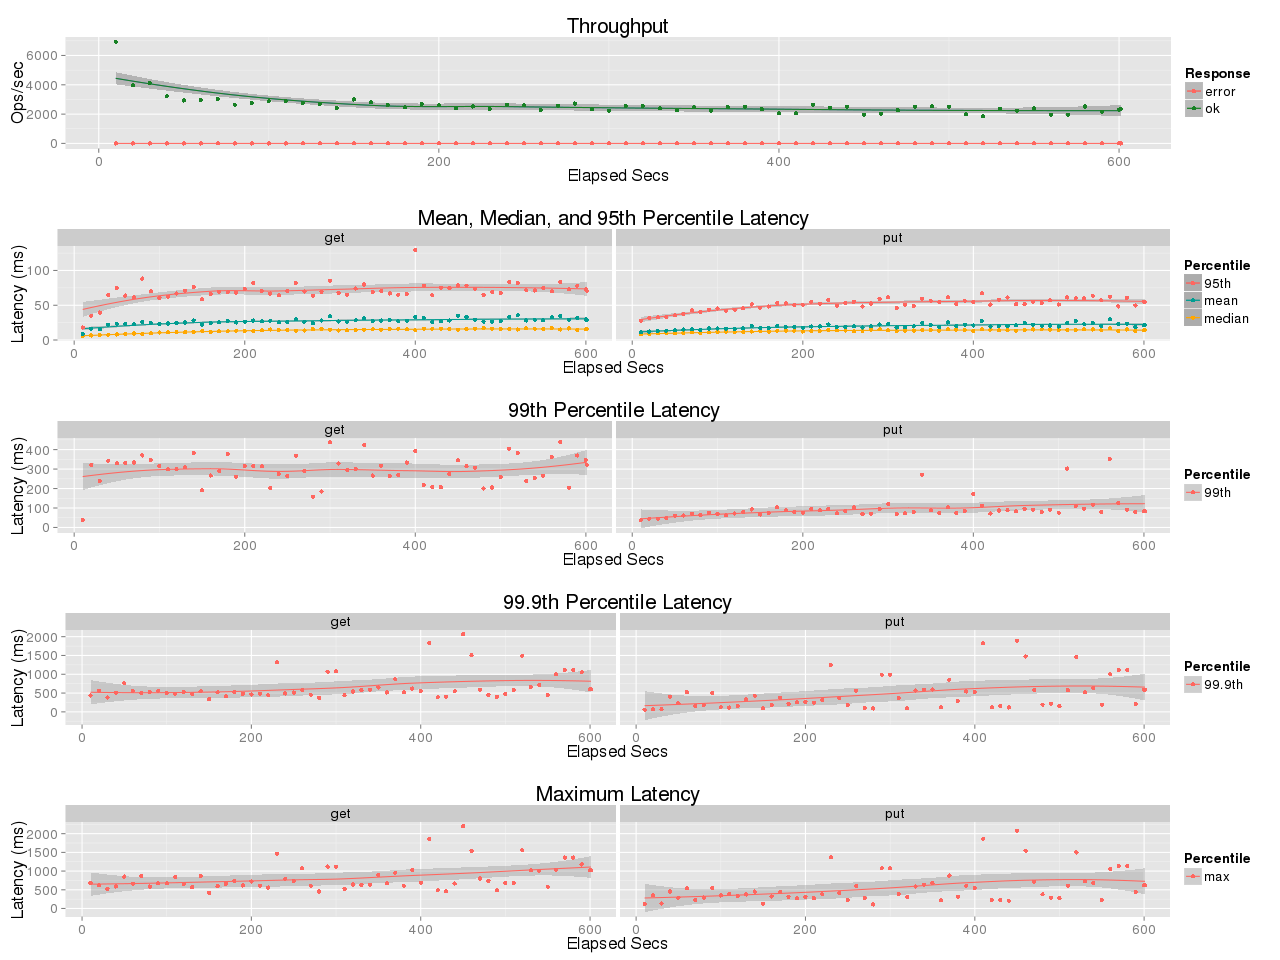 Throughput
Ops/sec
6000
4000
2000
0
0 200 400 600
Elapsed Secs
Response
error
ok
Mean, Median, and 95th Percentile Latency
get put
Latency (ms)
100
50
0
0 200 400 600 0 200 400 600
Elapsed Secs
Percentile
95th
mean
median
99th Percentile Latency
get put
Latency (ms)
400
300
200
100
0
0 200 400 600 0 200 400 600
Elapsed Secs
Percentile
99th
99.9th Percentile Latency
get put
Latency (ms)
2000
1500
1000
500
0
0 200 400 600 0 200 400 600
Elapsed Secs
Percentile
99.9th
Maximum Latency
get put
Latency (ms)
2000
1500
1000
500
0
0 200 400 600 0 200 400 600
Elapsed Secs
Percentile
max